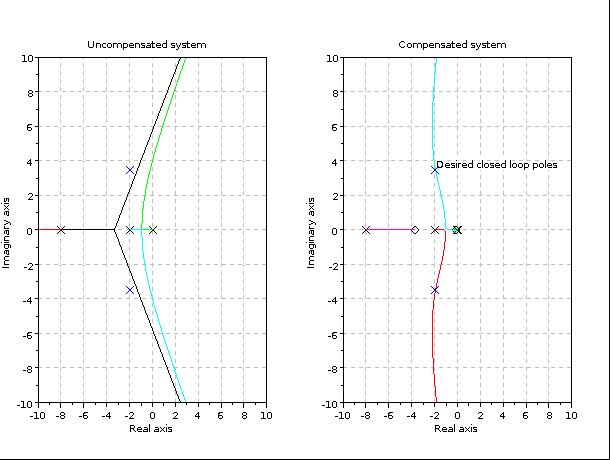 Uncompensated system
Compensated system
10
8
6
4
2
0
-2
-4
-6
-8
-10
Imaginary axis
-10 -8 -6 -4 -2 0 2 4 6 8 10
Real axis
10
8
6
4
2
0
-2
-4
-6
-8
-10
Imaginary axis
Desired closed loop poles
-10 -8 -6 -4 -2 0 2 4 6 8 10
Real axis